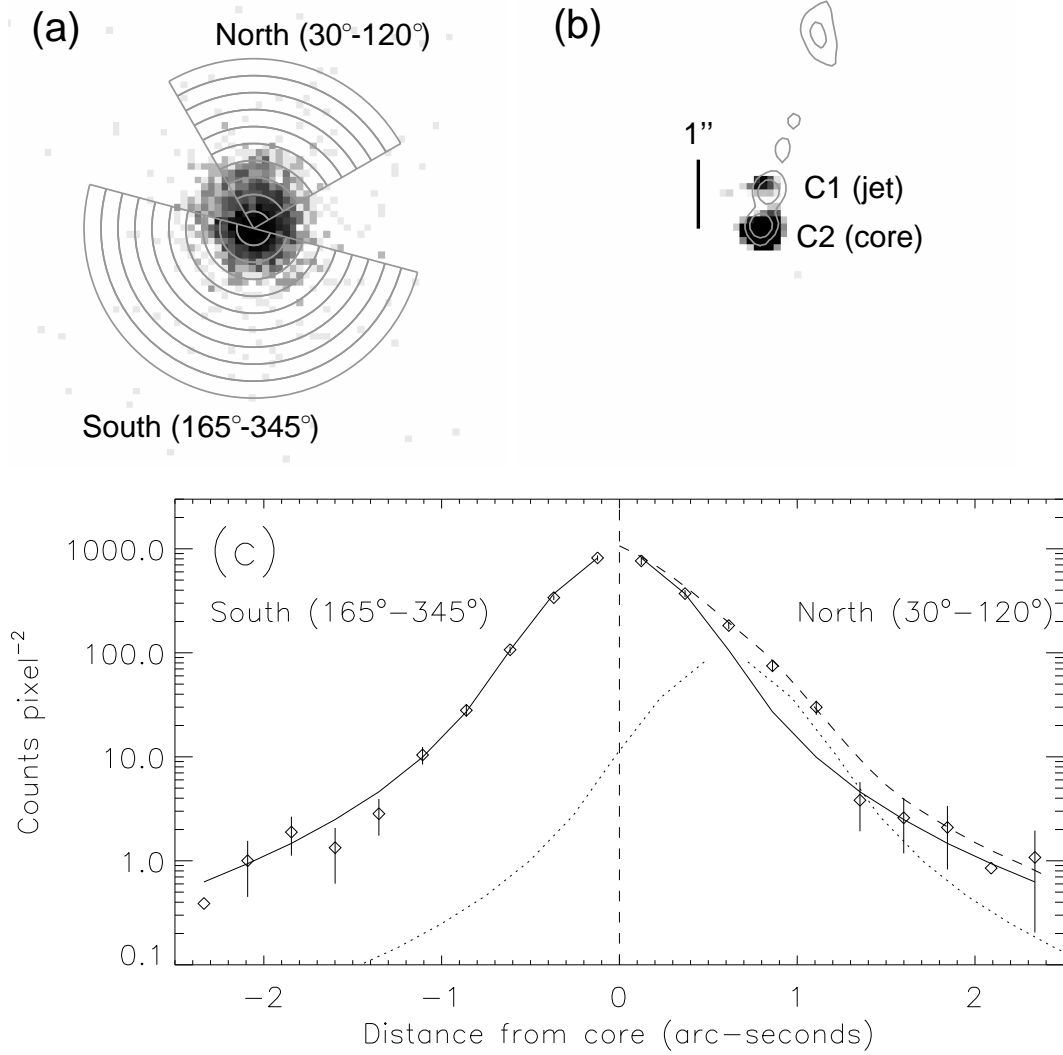 (a)
North (30°-120°)
South (165°-345°)
(b)
1’’
C1 (jet)
C2 (core)
(c)
South (165°−345°)
North (30°−120°)
1000.0
100.0
10.0
1.0
0.1
Counts pixel⁻²
−2
−1
0
1
2
Distance from core (arc−seconds)